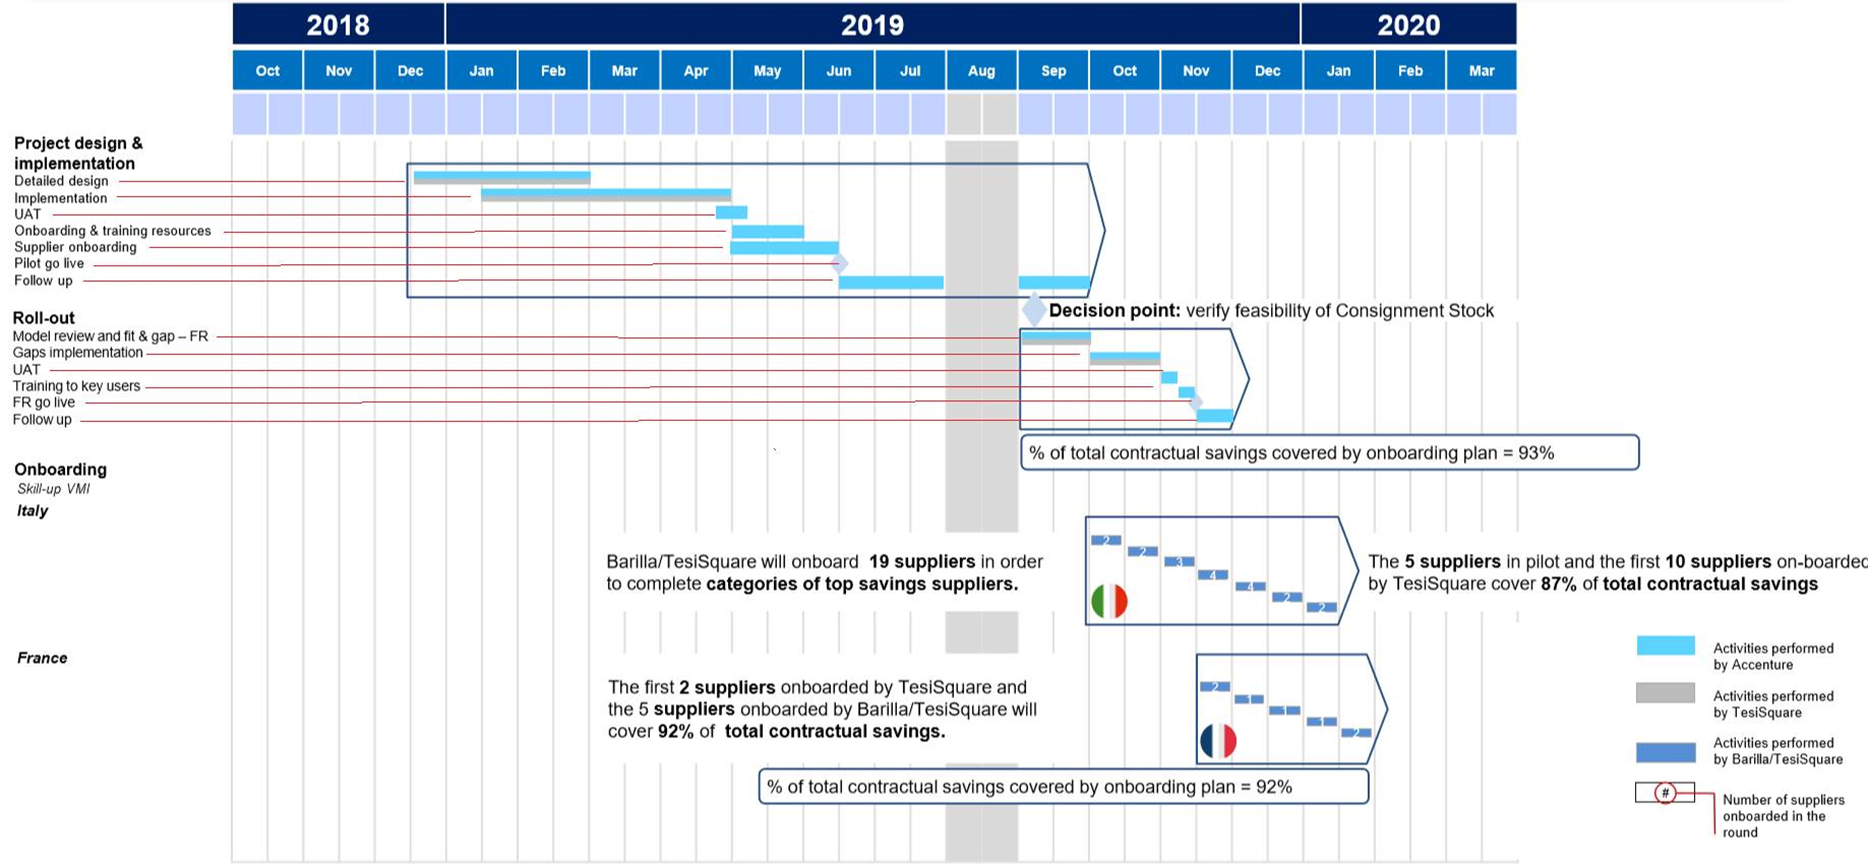 2018 2019 2020
Oct Nov Dec Jan Feb Mar Apr May Jun Jul Aug Sep Oct Nov Dec Jan Feb Mar
Project design &
implementation
Detailed design
Implementation
UAT
Onboarding & training resources
Supplier onboarding
Pilot go live
Follow up
Decision point: verify feasibility of Consignment Stock
Roll-out
Model review and fit & gap – FR
Gaps implementation
UAT
Training to key users
FR go live
Follow up
% of total contractual savings covered by onboarding plan = 93%
Onboarding
Skill-up VMI
Italy
2
2
3
4
4
2
2
Barilla/TesiSquare will onboard 19 suppliers in order
to complete categories of top savings suppliers.
The 5 suppliers in pilot and the first 10 suppliers on-boarded
by TesiSquare cover 87% of total contractual savings
France
2
1
1
1
2
The first 2 suppliers onboarded by TesiSquare and
the 5 suppliers onboarded by Barilla/TesiSquare will
cover 92% of total contractual savings.
% of total contractual savings covered by onboarding plan = 92%
Activities performed
by Accenture
Activities performed
by TesiSquare
Activities performed
by Barilla/TesiSquare
#
Number of suppliers
onboarded in the
round